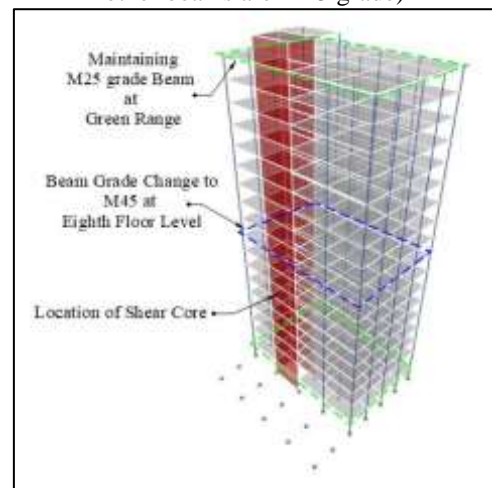 Maintaining
M25 grade Beam
at
Green Range
Beam Grade Change to
M45 at
Eighth Floor Level
Location of Shear Core